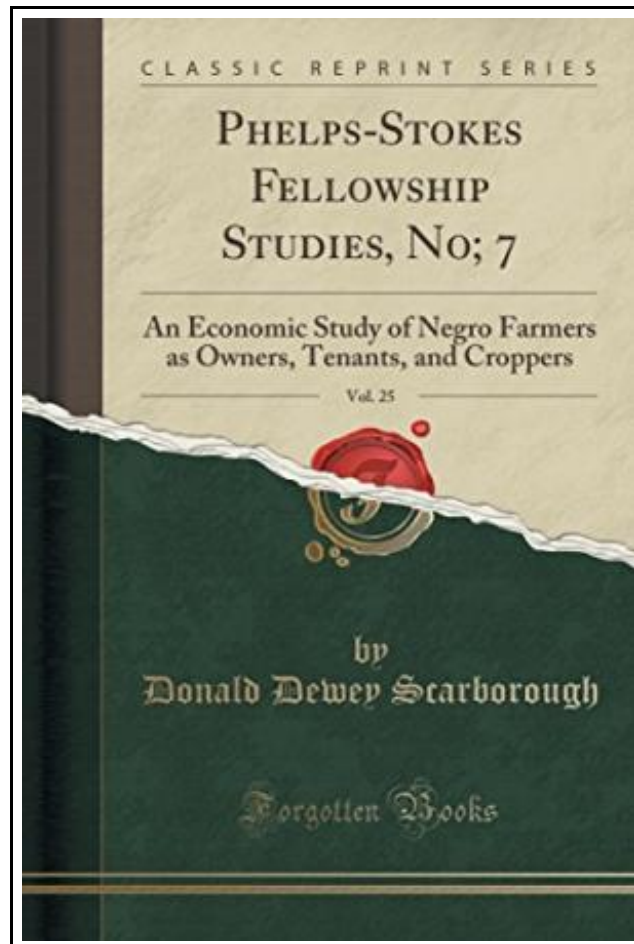 CLASSIC REPRINT SERIES
PHELPS-STOKES
FELLOWSHIP
STUDIES, NO; 7
An Economic Study of Negro Farmers
as Owners, Tenants, and Croppers
Vol. 25
by
Donald Dewey Scarborough
Forgotten Books